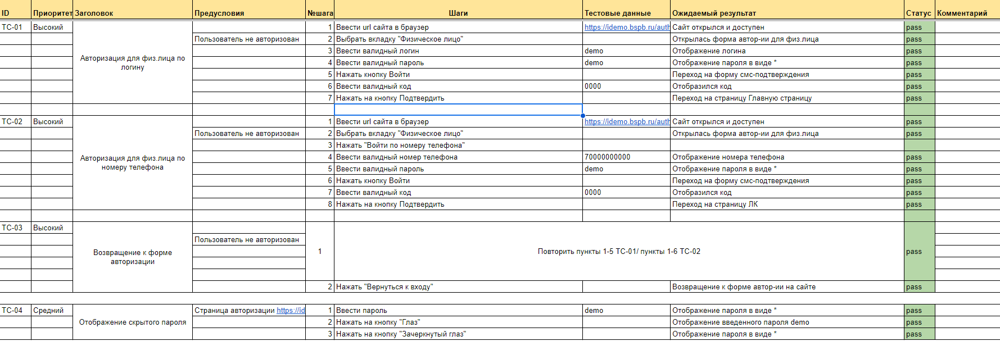 ID Приоритет Заголовок Предусловия №шага Шаги Тестовые данные Ожидаемый результат Статус Комментарий
TC-01 Высокий 1 Ввести url сайта в браузер https://idemo.bspb.ru/auth Сайт открылся и доступен pass
Пользователь не авторизован 2 Выбрать вкладку "Физическое лицо" Открылась форма автор-ии для физ.лица pass
3 Ввести валидный логин demo Отображение логина pass
Авторизация для физ.лица по
логину
4 Ввести валидный пароль demo Отображение пароля в виде * pass
5 Нажать кнопку Войти Переход на форму смс-подтверждения pass
6 Ввести валидный код 0000 Отобразился код pass
7 Нажать на кнопку Подтвердить Переход на страницу Главную страницу pass
pass
TC-02 Высокий 1 Ввести url сайта в браузер https://idemo.bspb.ru/auth Сайт открылся и доступен pass
Пользователь не авторизован 2 Выбрать вкладку "Физическое лицо" Открылась форма автор-ии для физ.лица pass
3 Нажать "Войти по номеру телефона" pass
Авторизация для физ.лица по
номеру телефона
4 Ввести валидный номер телефона 70000000000 Отображение номера телефона pass
5 Ввести валидный пароль demo Отображение пароля в виде * pass
6 Нажать кнопку Войти Переход на форму смс-подтверждения pass
7 Ввести валидный код 0000 Отобразился код pass
8 Нажать на кнопку Подтвердить Переход на страницу ЛК pass
TC-03 Высокий
Пользователь не авторизован
Возвращение к форме
авторизации
1 Повторить пункты 1-5 TC-01/ пункты 1-6 TC-02 pass
2 Нажать "Вернуться к входу" Возвращение к форме автор-ии на сайте pass
TC-04 Средний Страница авторизации https://id 1 Ввести пароль demo Отображение пароля в виде * pass
Отображение скрытого пароля 2 Нажать на кнопку "Глаз" Отображение введенного пароля demo pass
3 Нажать на кнопку "Зачеркнутый глаз" Отображение пароля в виде * pass